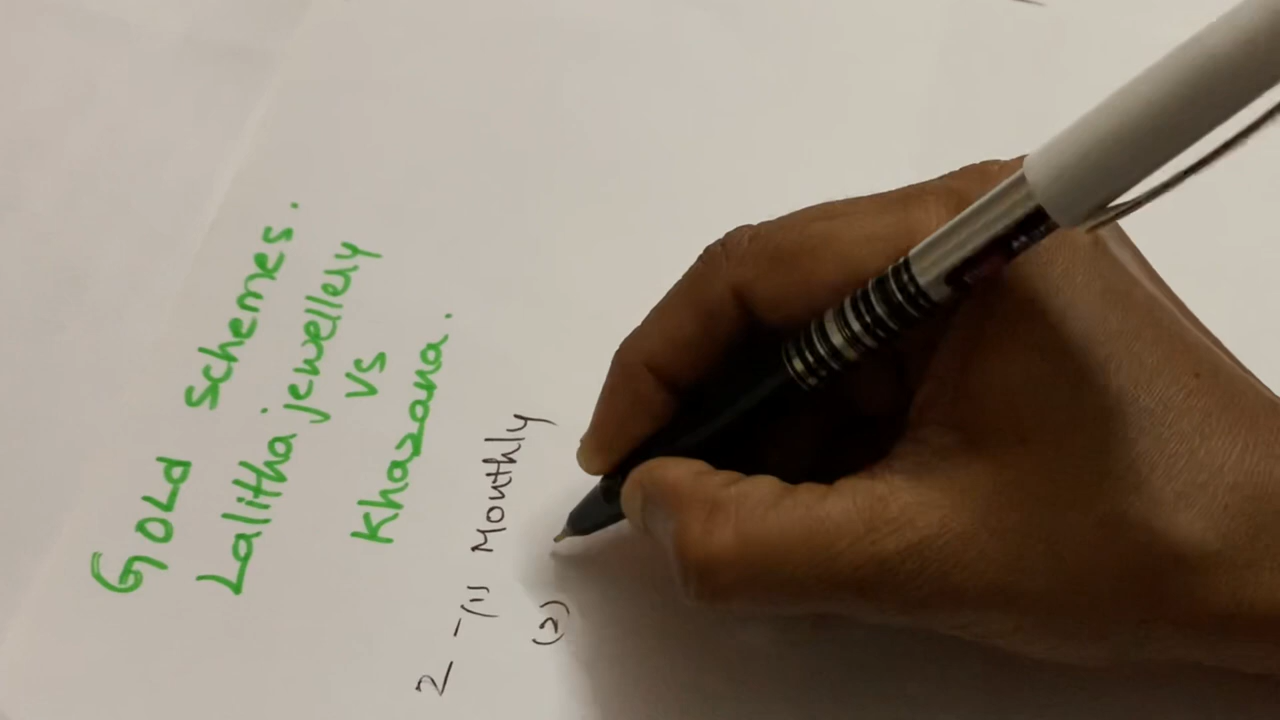 GOLD schemes.
Lalitha jewellery
Vs
Khazana.
2 - (1) Monthly
(2)